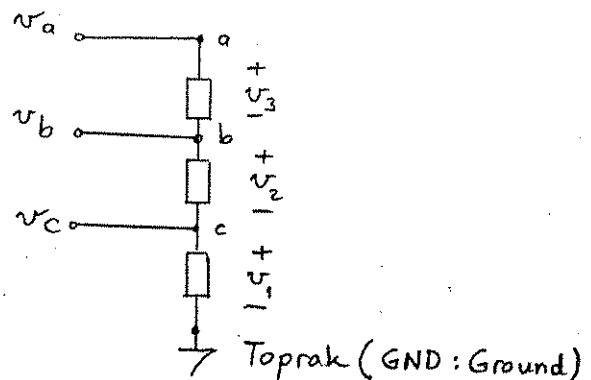 va a
+ v3 -
vb b
+ v2 -
vc c
+ v1 -
Toprak (GND : Ground)